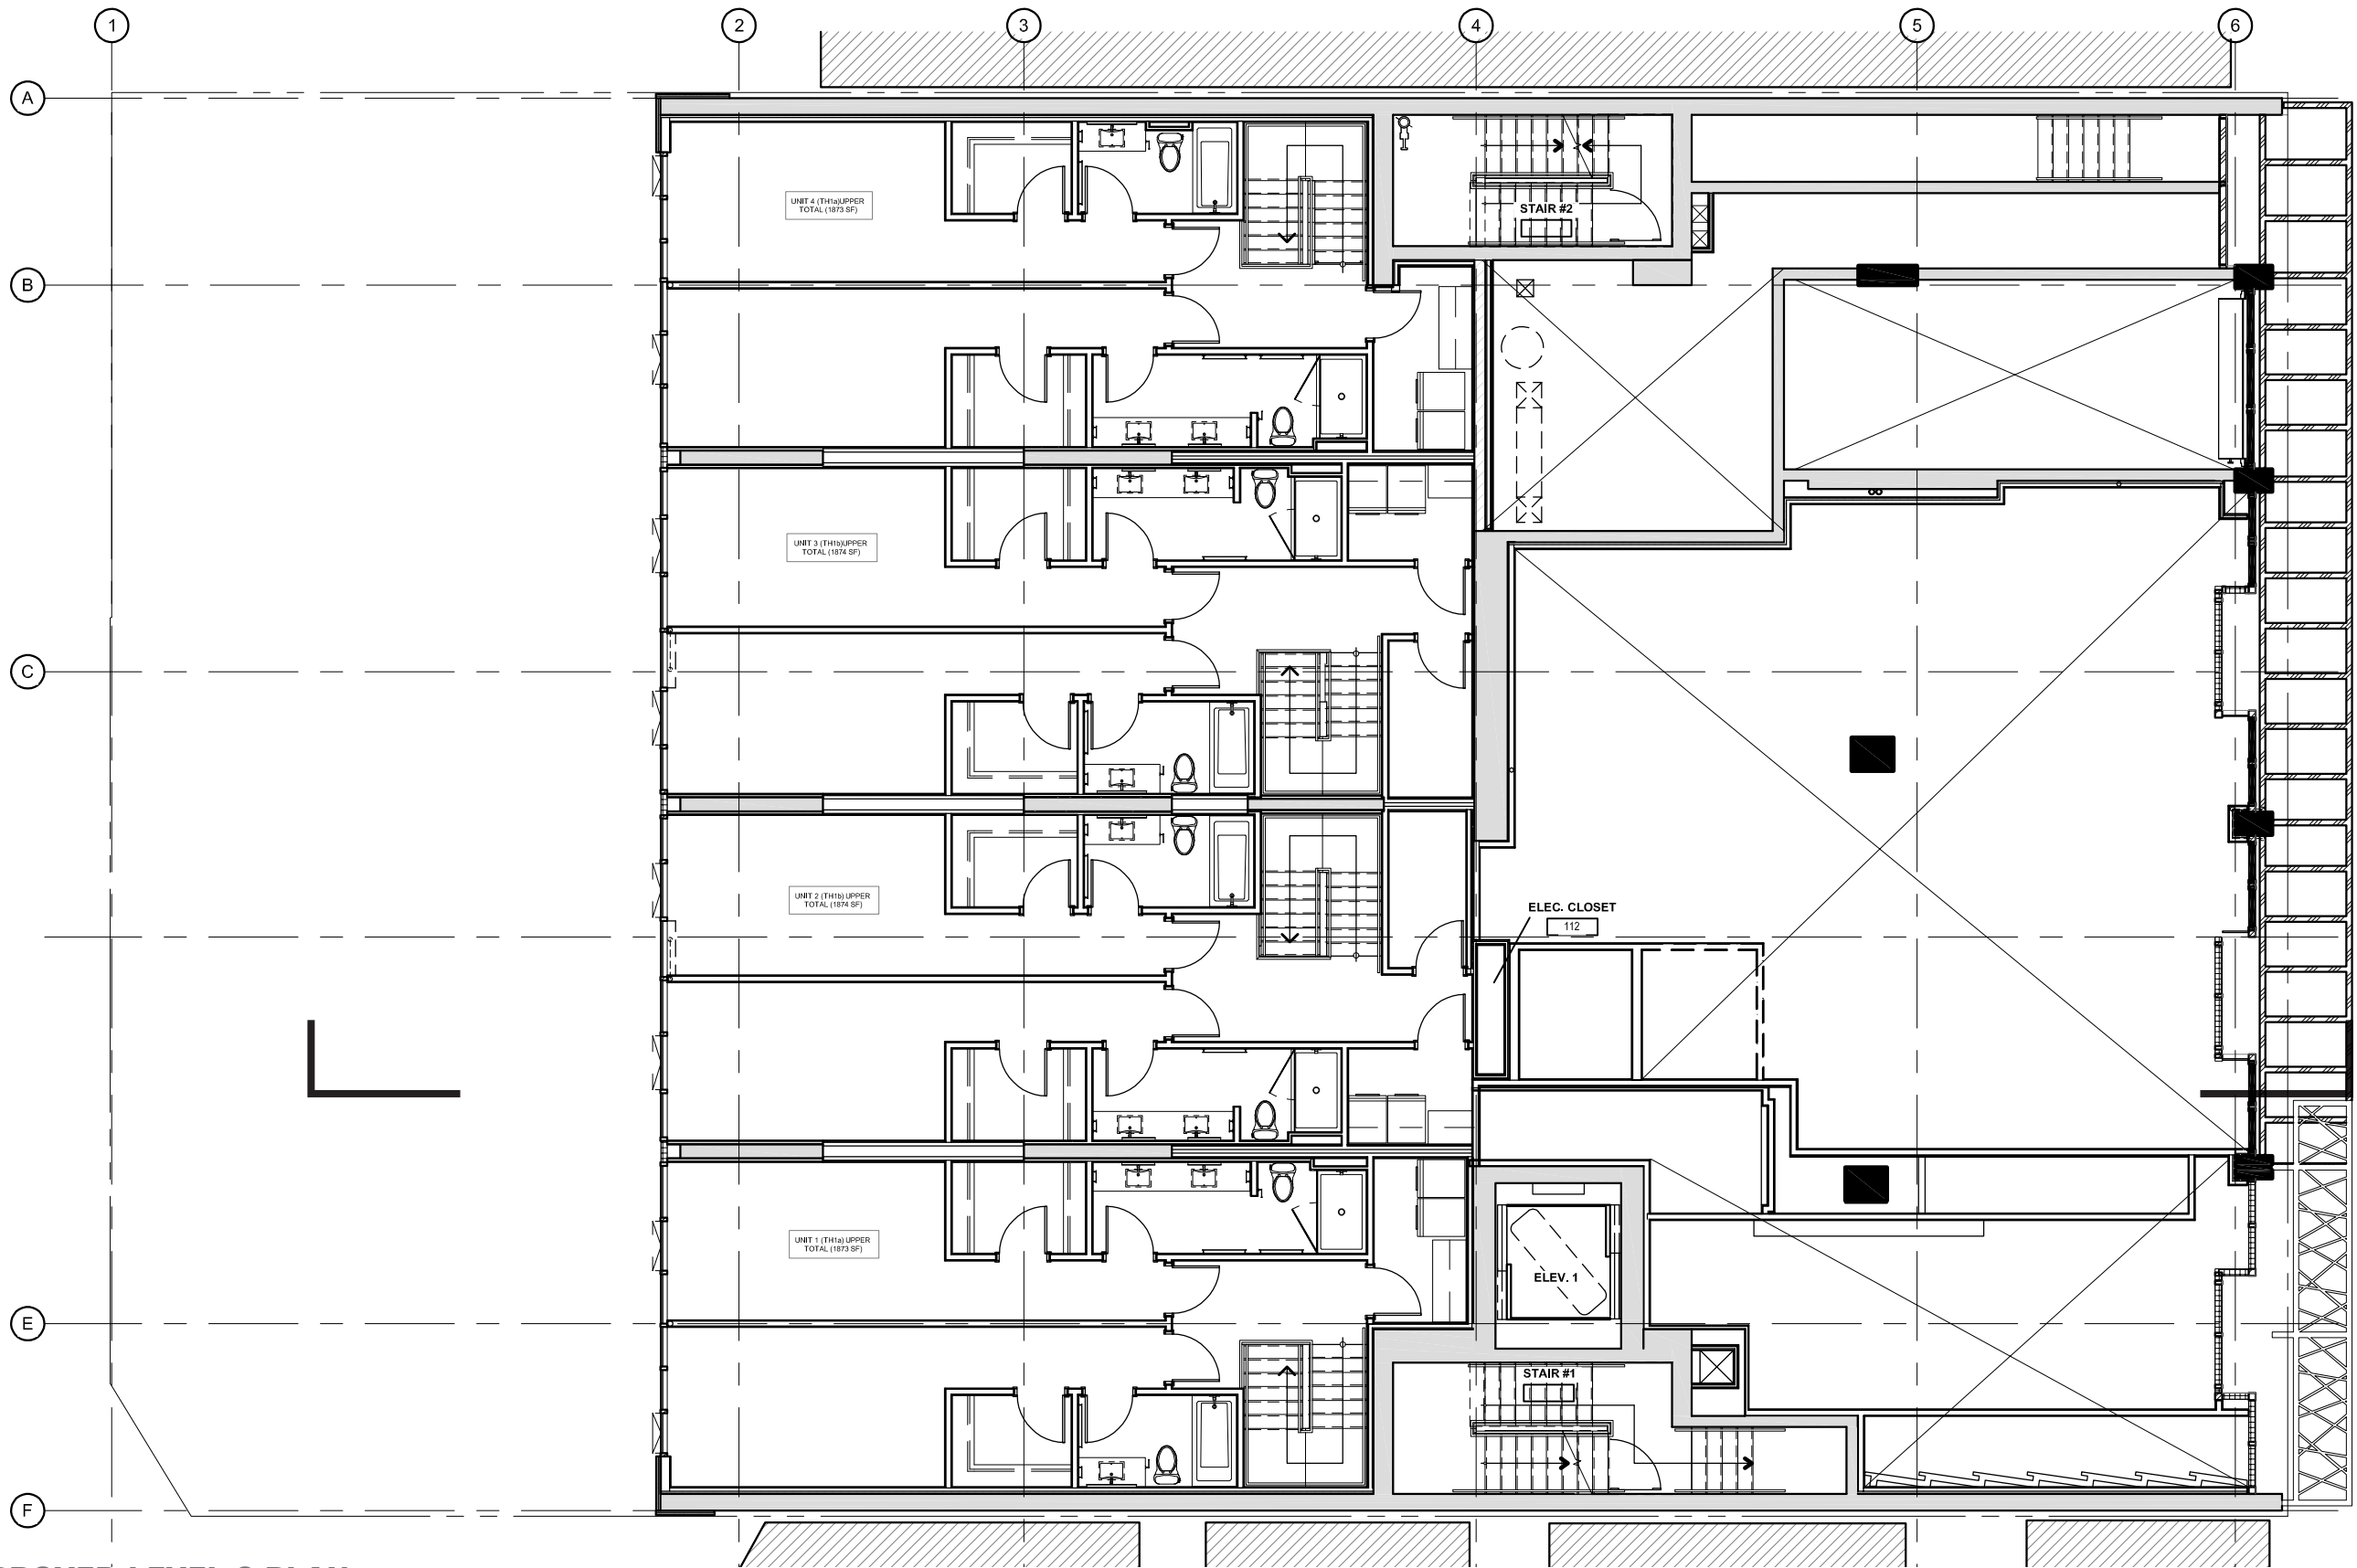 1 2 3 4 5 6
A
UNIT 4 (TH1a)UPPER
TOTAL (1873 SF)
STAIR #2
B
UNIT 3 (TH1b)UPPER
TOTAL (1874 SF)
C
UNIT 2 (TH1b) UPPER
TOTAL (1874 SF)
ELEC. CLOSET
112
UNIT 1 (TH1a) UPPER
TOTAL (1873 SF)
ELEV. 1
E
STAIR #1
F
PLAN